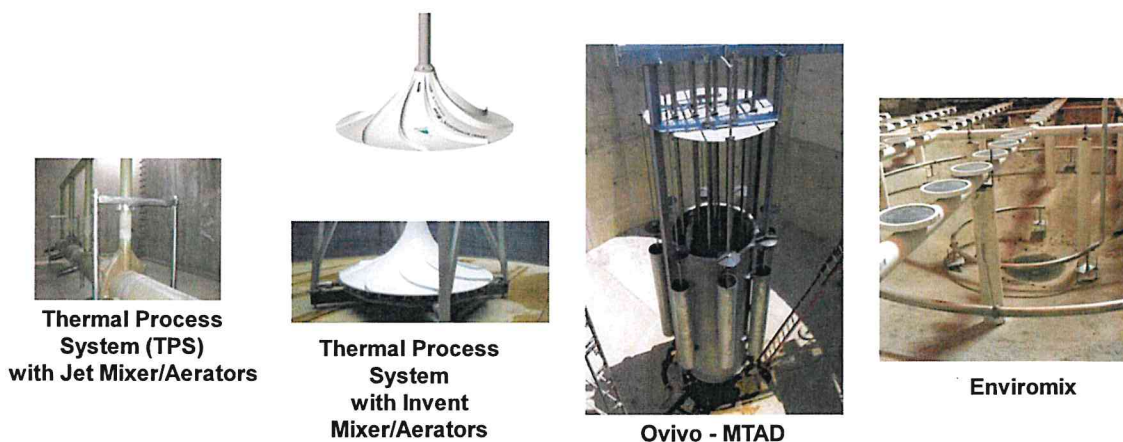 Thermal Process
System (TPS)
with Jet Mixer/Aerators
Thermal Process
System
with Invent
Mixer/Aerators
Ovivo - MTAD
Enviromix